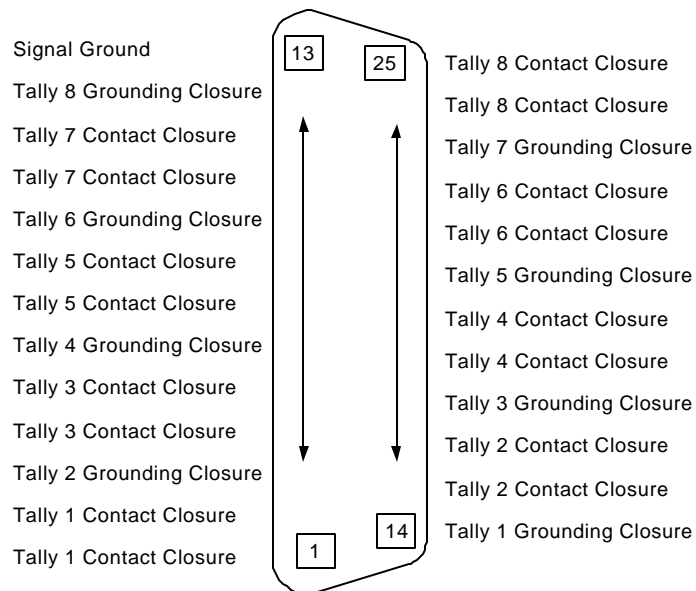 Signal Ground
Tally 8 Grounding Closure
Tally 7 Contact Closure
Tally 7 Contact Closure
Tally 6 Grounding Closure
Tally 5 Contact Closure
Tally 5 Contact Closure
Tally 4 Grounding Closure
Tally 3 Contact Closure
Tally 3 Contact Closure
Tally 2 Grounding Closure
Tally 1 Contact Closure
Tally 1 Contact Closure
13
25
1
14
Tally 8 Contact Closure
Tally 8 Contact Closure
Tally 7 Grounding Closure
Tally 6 Contact Closure
Tally 6 Contact Closure
Tally 5 Grounding Closure
Tally 4 Contact Closure
Tally 4 Contact Closure
Tally 3 Grounding Closure
Tally 2 Contact Closure
Tally 2 Contact Closure
Tally 1 Grounding Closure